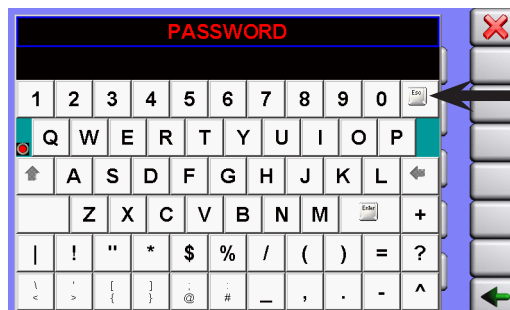 PASSWORD
1 2 3 4 5 6 7 8 9 0 Esc
Q W E R T Y U I O P
A S D F G H J K L
Z X C V B N M Enter +
| ! " * $ % / ( ) = ?
\ ' [ ] ; :
< > { } @ # _ , . - ^